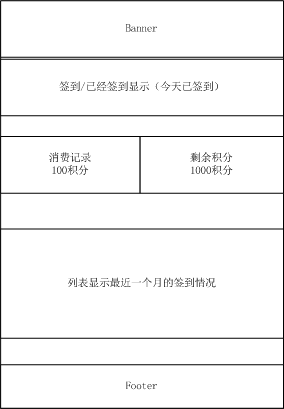 Banner
签到/已经签到显示（今天已签到）
消费记录
100积分
剩余积分
1000积分
列表显示最近一个月的签到情况
Footer